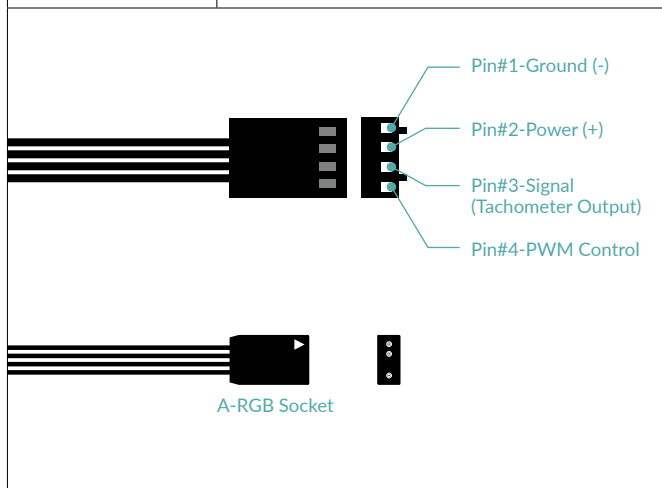 Pin#1-Ground (-)
Pin#2-Power (+)
Pin#3-Signal
(Tachometer Output)
Pin#4-PWM Control
A-RGB Socket